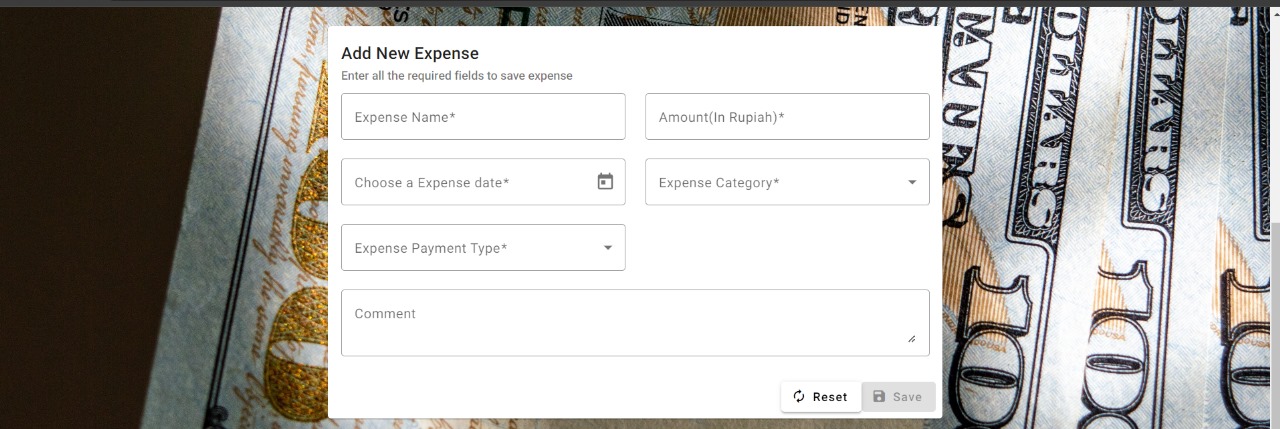 Add New Expense
Enter all the required fields to save expense
Expense Name*
Amount(In Rupiah)*
Choose a Expense date*
Expense Category*
Expense Payment Type*
Comment
Reset
Save
100